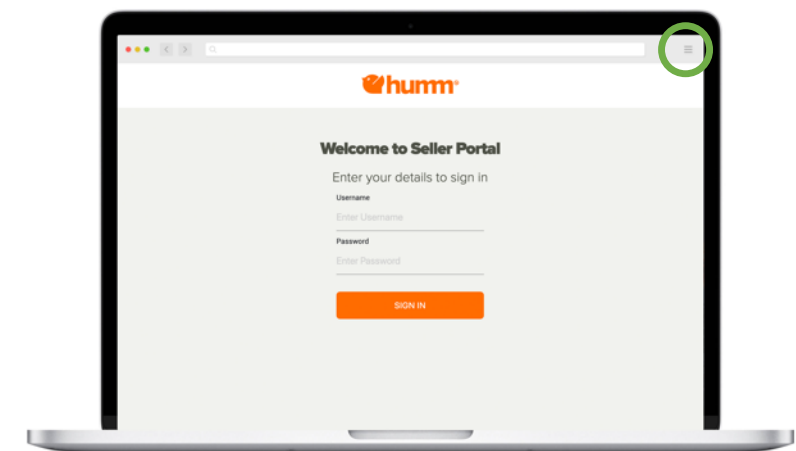 humm®
Welcome to Seller Portal
Enter your details to sign in
Username
Enter Username
Password
Enter Password
SIGN IN